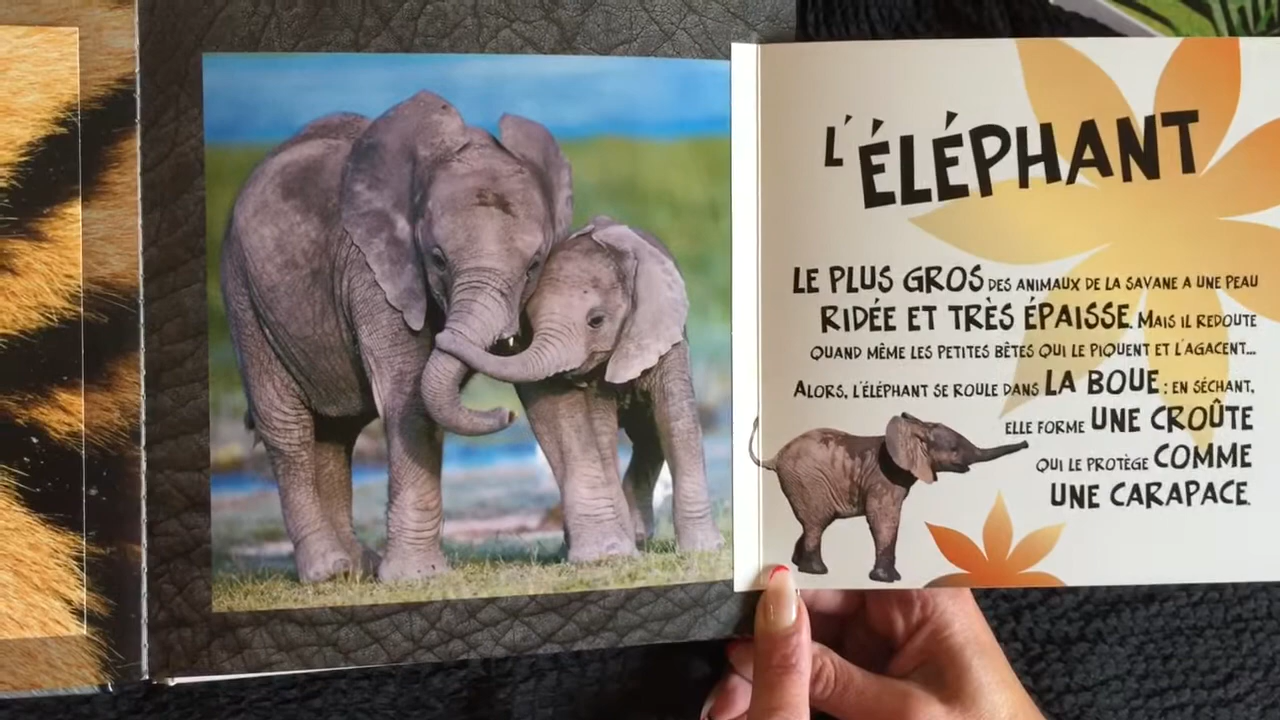 L'ÉLÉPHANT
LE PLUS GROS DES ANIMAUX DE LA SAVANE A UNE PEAU
RIDÉE ET TRÈS ÉPAISSE. MAIS IL REDOUTE
QUAND MÊME LES PETITES BÊTES QUI LE PIQUENT ET L'AGACENT...
ALORS, L'ÉLÉPHANT SE ROULE DANS LA BOUE : EN SÉCHANT,
ELLE FORME UNE CROÛTE
QUI LE PROTÈGE COMME
UNE CARAPACE.